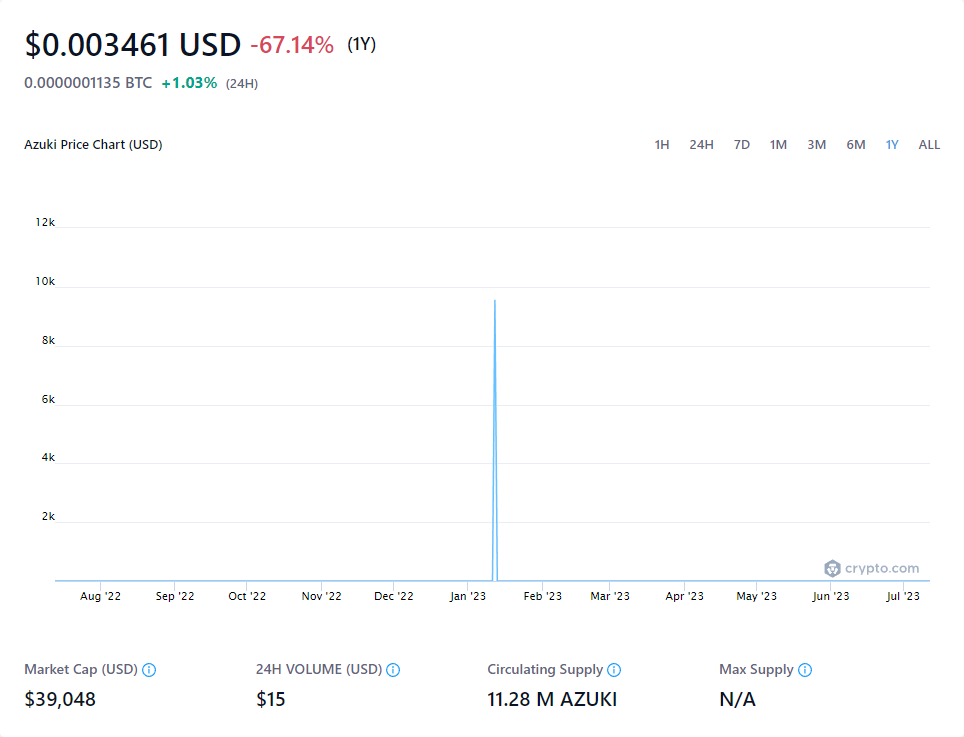 $0.003461 USD -67.14% (1Y)
0.0000001135 BTC +1.03% (24H)
Azuki Price Chart (USD) 1H 24H 7D 1M 3M 6M 1Y ALL
12k
10k
8k
6k
4k
2k
crypto.com
Aug '22 Sep '22 Oct '22 Nov '22 Dec '22 Jan '23 Feb '23 Mar '23 Apr '23 May '23 Jun '23 Jul '23
Market Cap (USD) 24H VOLUME (USD) Circulating Supply Max Supply
$39,048 $15 11.28 M AZUKI N/A